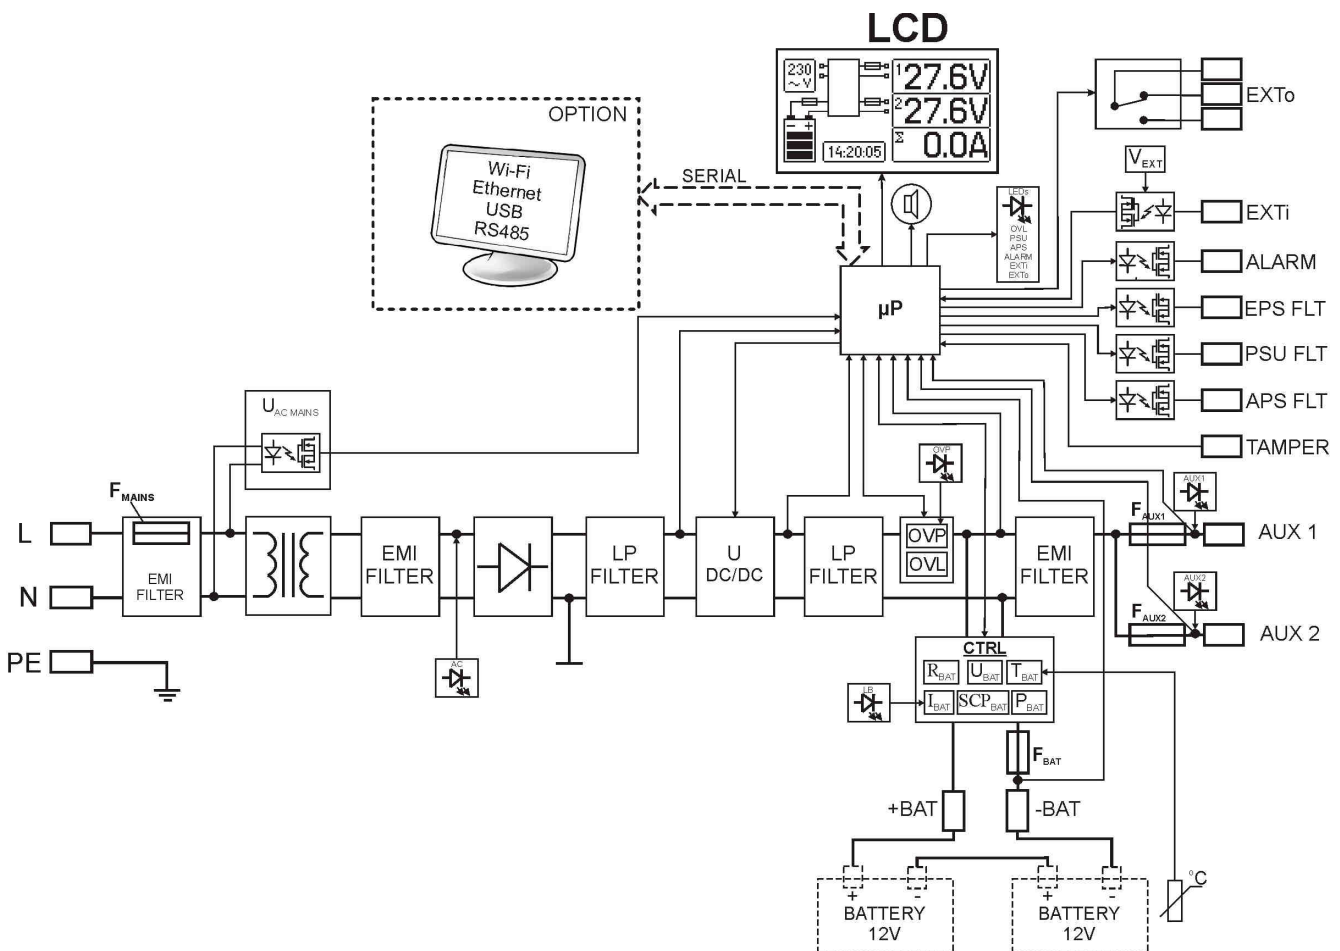 LCD
OPTION
Wi-Fi
Ethernet
USB
RS485
SERIAL
230
~ V
1 27.6V
2 27.6V
Σ 0.0A
- +
14:20:05
LEDs
OVL
PSU
APS
ALARM
EXTi
EXTo
EXTo
VEXT
EXTi
ALARM
EPS FLT
PSU FLT
APS FLT
TAMPER
µP
UAC MAINS
FMAINS
L
N
PE
EMI
FILTER
EMI
FILTER
AC
LP
FILTER
U
DC/DC
LP
FILTER
OVP
OVP
OVL
EMI
FILTER
FAUX1
AUX1
AUX 1
FAUX2
AUX2
AUX 2
CTRL
RBAT UBAT TBAT
IBAT SCPBAT PBAT
LB
FBAT
+BAT
-BAT
°C
+ -
BATTERY
12V
+ -
BATTERY
12V